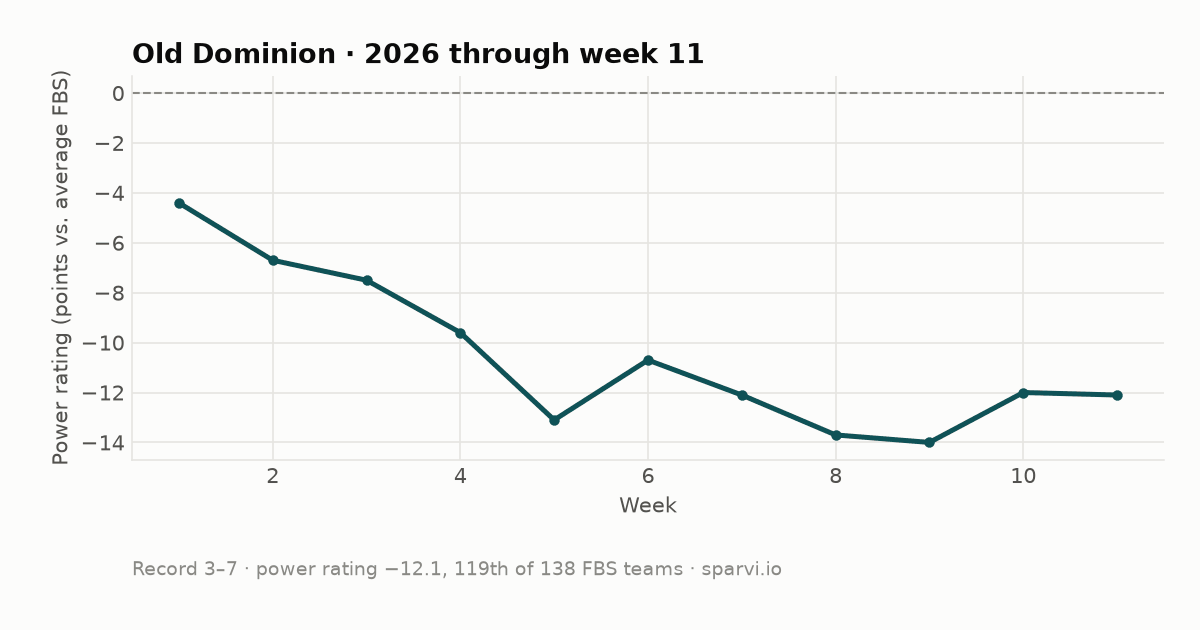 Old Dominion · 2026 through week 11
Power rating (points vs. average FBS)
0
−2
−4
−6
−8
−10
−12
−14
2 4 6 8 10
Week
Record 3–7 · power rating −12.1, 119th of 138 FBS teams · sparvi.io